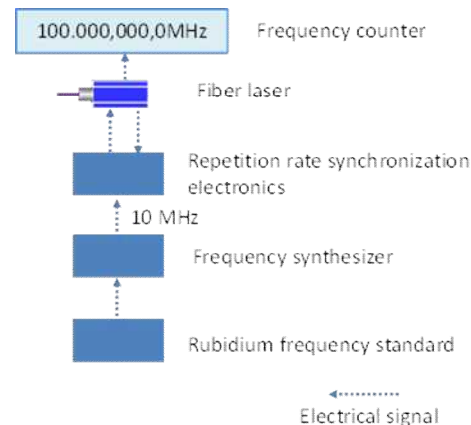 100.000,000,0MHz
Frequency counter
Fiber laser
Repetition rate synchronization
electronics
10 MHz
Frequency synthesizer
Rubidium frequency standard
Electrical signal